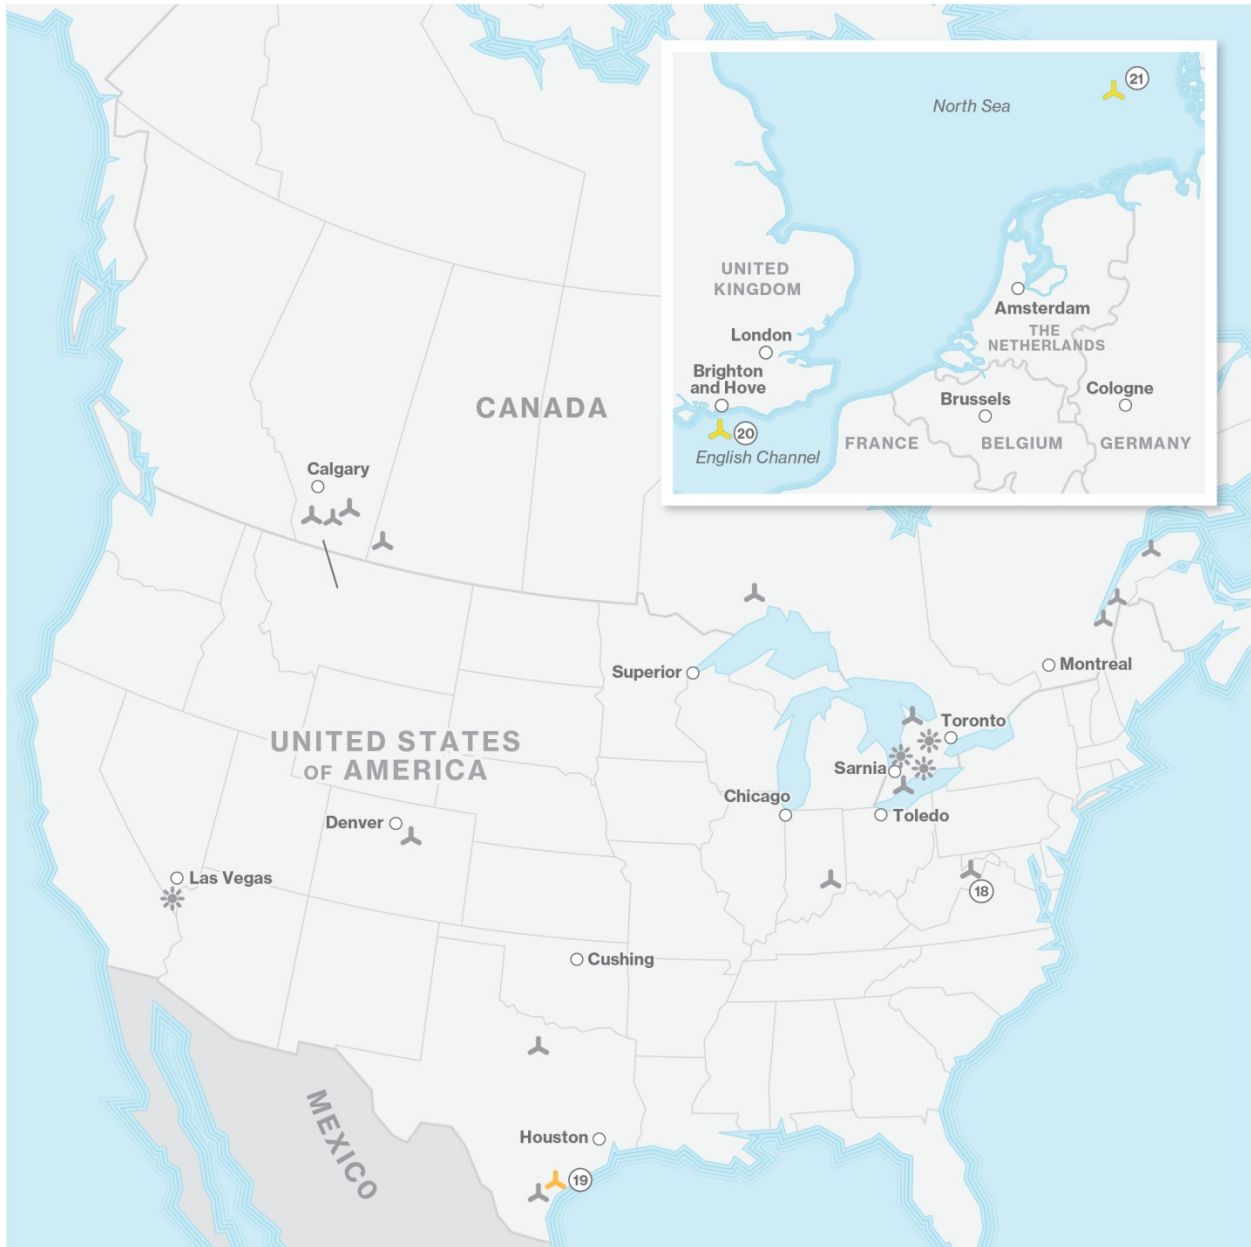 21
North Sea
UNITED
KINGDOM
Amsterdam
THE
NETHERLANDS
London
Brighton
and Hove
Cologne
Brussels
20
FRANCE
BELGIUM
GERMANY
English Channel
CANADA
Calgary
Superior
Montreal
Toronto
UNITED STATES
OF AMERICA
Sarnia
Chicago
Toledo
Denver
Las Vegas
18
Cushing
MEXICO
Houston
19